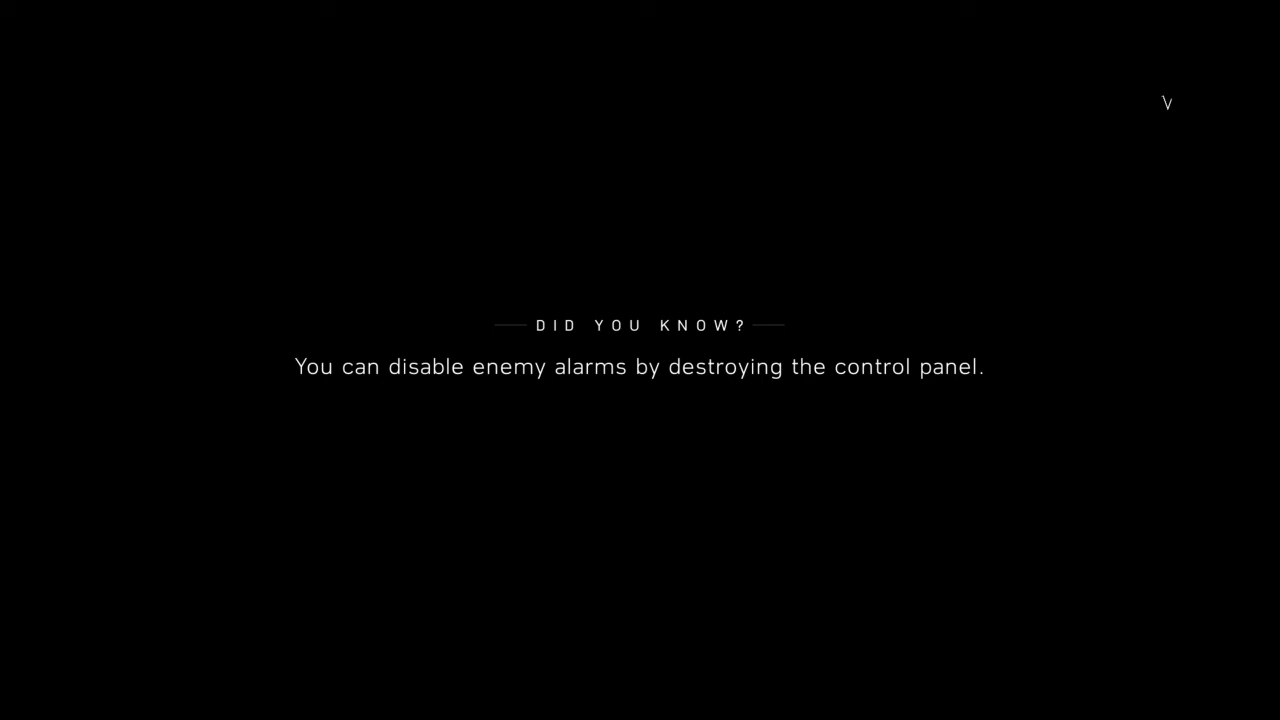 V
DID YOU KNOW?
You can disable enemy alarms by destroying the control panel.